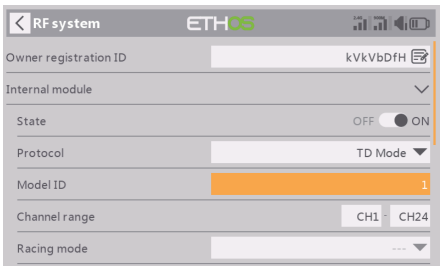 RF system ETHOS
Owner registration ID kVkVbDfH
Internal module
State OFF ON
Protocol TD Mode
Model ID 1
Channel range CH1 - CH24
Racing mode ---